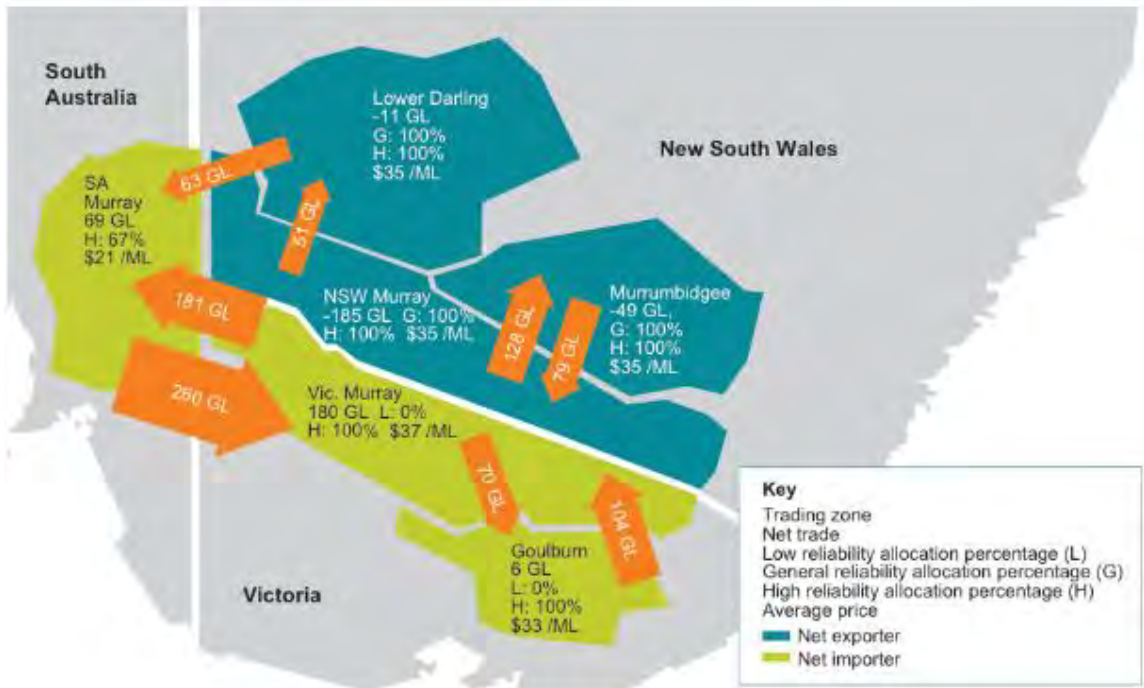 South
Australia
Lower Darling
-11 GL
G: 100%
H: 100%
$35 /ML
New South Wales
63 GL
SA
Murray
69 GL
H: 67%
$21 /ML
51 GL
NSW Murray
-185 GL G: 100%
H: 100% $35 /ML
Murrumbidgee
-49 GL,
G: 100%
H: 100%
$35 /ML
128 GL
79 GL
181 GL
260 GL
Vic. Murray
180 GL L: 0%
H: 100% $37 /ML
70 GL
104 GL
Goulburn
6 GL
L: 0%
H: 100%
$33 /ML
Victoria
Key
Trading zone
Net trade
Low reliability allocation percentage (L)
General reliability allocation percentage (G)
High reliability allocation percentage (H)
Average price
Net exporter
Net importer